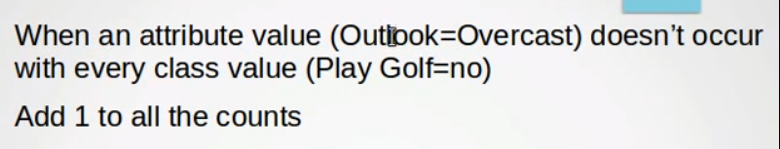 When an attribute value (Outlook=Overcast) doesn’t occur
with every class value (Play Golf=no)
Add 1 to all the counts